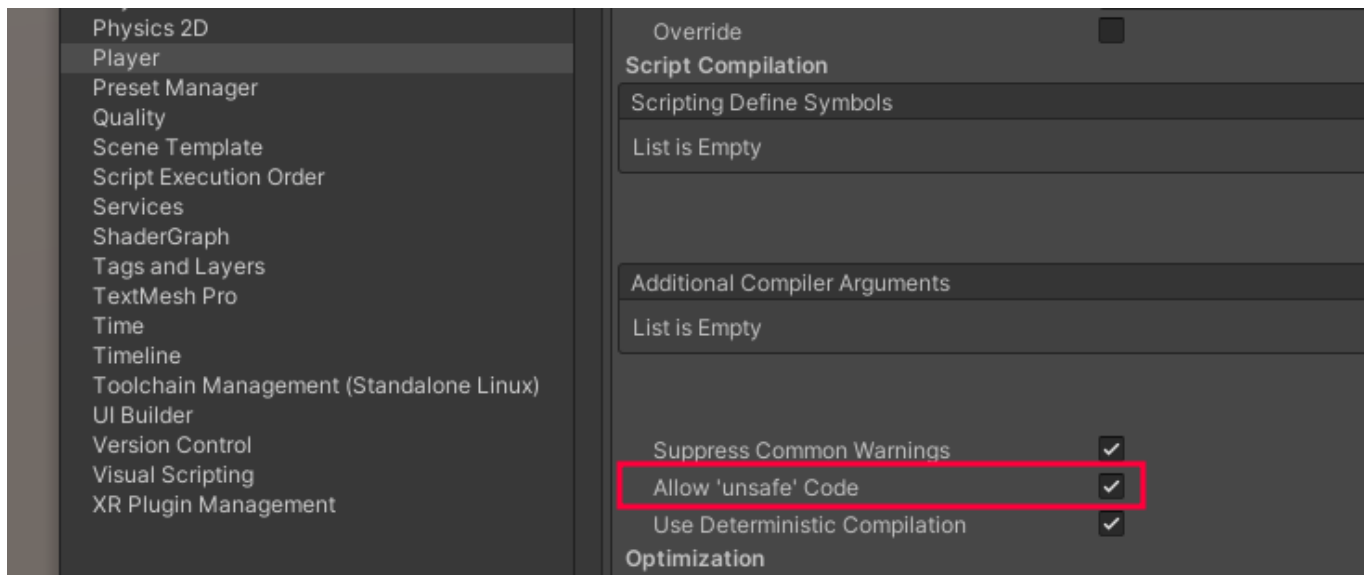 Physics 2D
Player
Preset Manager
Quality
Scene Template
Script Execution Order
Services
ShaderGraph
Tags and Layers
TextMesh Pro
Time
Timeline
Toolchain Management (Standalone Linux)
UI Builder
Version Control
Visual Scripting
XR Plugin Management
Override
Script Compilation
Scripting Define Symbols
List is Empty
Additional Compiler Arguments
List is Empty
Suppress Common Warnings
Allow 'unsafe' Code
Use Deterministic Compilation
Optimization